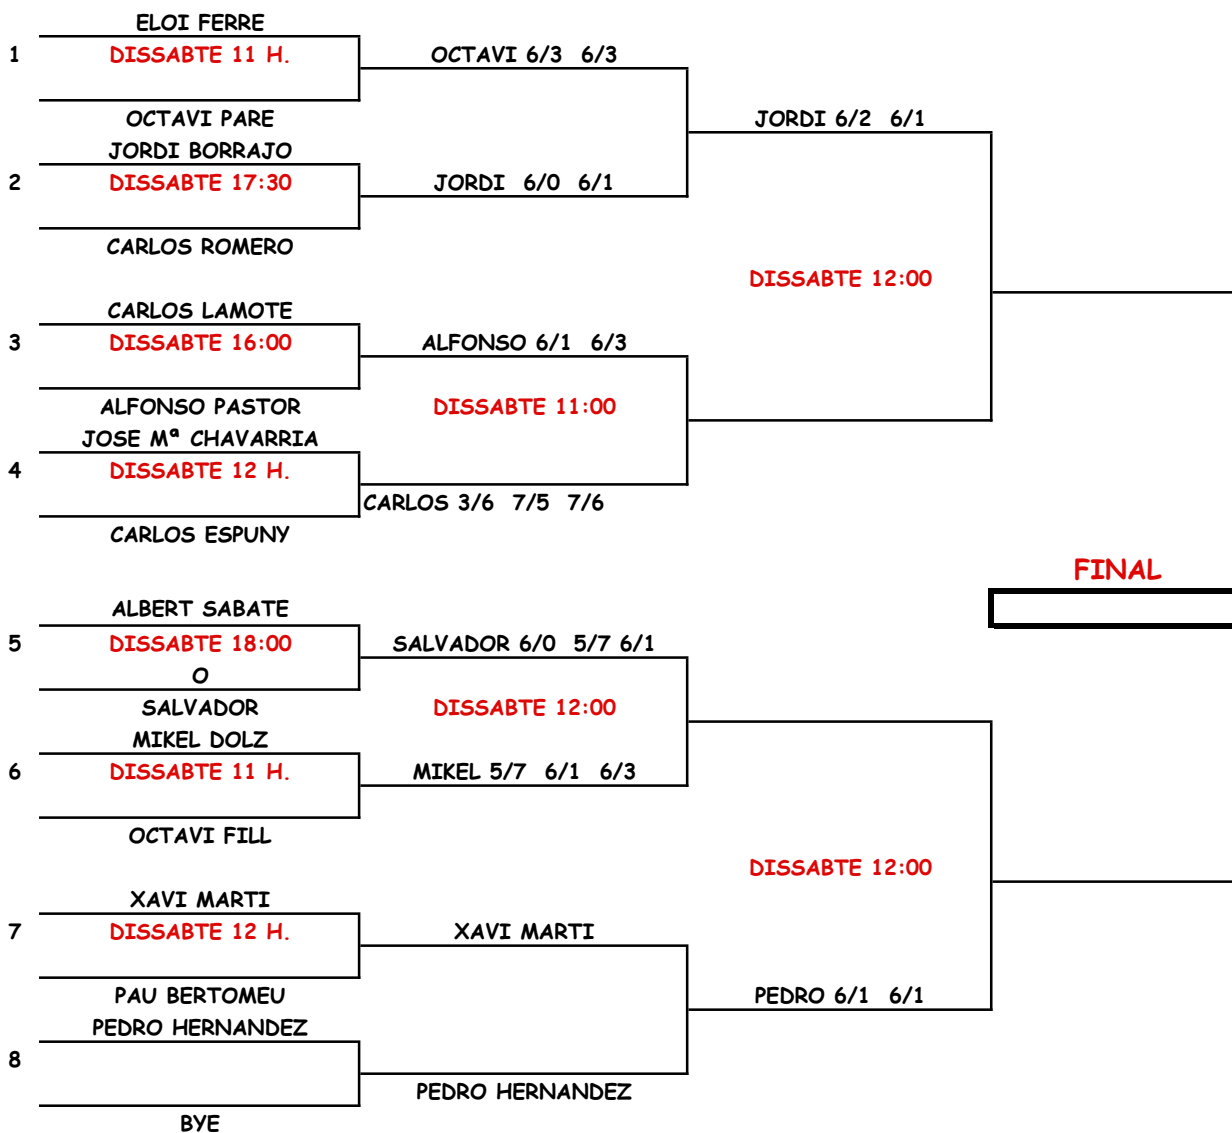 ELOI FERRE
1 DISSABTE 11 H. OCTAVI 6/3 6/3
OCTAVI PARE JORDI 6/2 6/1
JORDI BORRAJO
2 DISSABTE 17:30 JORDI 6/0 6/1
CARLOS ROMERO
DISSABTE 12:00
CARLOS LAMOTE
3 DISSABTE 16:00 ALFONSO 6/1 6/3
ALFONSO PASTOR DISSABTE 11:00
JOSE Mª CHAVARRIA
4 DISSABTE 12 H.
CARLOS 3/6 7/5 7/6
CARLOS ESPUNY
FINAL
ALBERT SABATE
5 DISSABTE 18:00 SALVADOR 6/0 5/7 6/1
O
SALVADOR DISSABTE 12:00
MIKEL DOLZ
6 DISSABTE 11 H. MIKEL 5/7 6/1 6/3
OCTAVI FILL
DISSABTE 12:00
XAVI MARTI
7 DISSABTE 12 H. XAVI MARTI
PAU BERTOMEU PEDRO 6/1 6/1
PEDRO HERNANDEZ
8
PEDRO HERNANDEZ
BYE